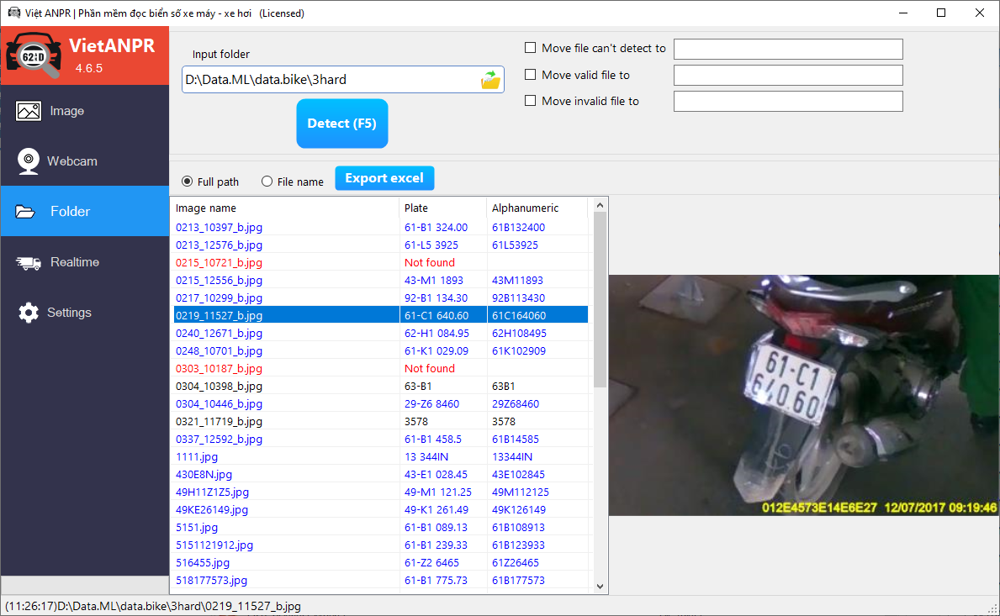 Việt ANPR | Phần mềm đọc biển số xe máy - xe hơi (Licensed)
VietANPR
4.6.5
Image
Webcam
Folder
Realtime
Settings
Input folder
D:\Data.ML\data.bike\3hard
Detect (F5)
Move file can't detect to
Move valid file to
Move invalid file to
Full path File name Export excel
Image name Plate Alphanumeric
0213_10397_b.jpg 61-B1 324.00 61B132400
0213_12576_b.jpg 61-L5 3925 61L53925
0215_10721_b.jpg Not found
0215_12556_b.jpg 43-M1 1893 43M11893
0217_10299_b.jpg 92-B1 134.30 92B113430
0219_11527_b.jpg 61-C1 640.60 61C164060
0240_12671_b.jpg 62-H1 084.95 62H108495
0248_10701_b.jpg 61-K1 029.09 61K102909
0303_10187_b.jpg Not found
0304_10398_b.jpg 63-B1 63B1
0304_10446_b.jpg 29-Z6 8460 29Z68460
0321_11719_b.jpg 3578 3578
0337_12592_b.jpg 61-B1 458.5 61B14585
1111.jpg 13 344IN 13344IN
430E8N.jpg 43-E1 028.45 43E102845
49H11Z1Z5.jpg 49-M1 121.25 49M112125
49KE26149.jpg 49-K1 261.49 49K126149
5151.jpg 61-B1 089.13 61B108913
5151121912.jpg 61-B1 239.33 61B123933
516455.jpg 61-Z2 6465 61Z26465
518177573.jpg 61-B1 775.73 61B177573
61-C1
640.60
012E4573E14E6E27 12/07/2017 09:19:46
(11:26:17)D:\Data.ML\data.bike\3hard\0219_11527_b.jpg